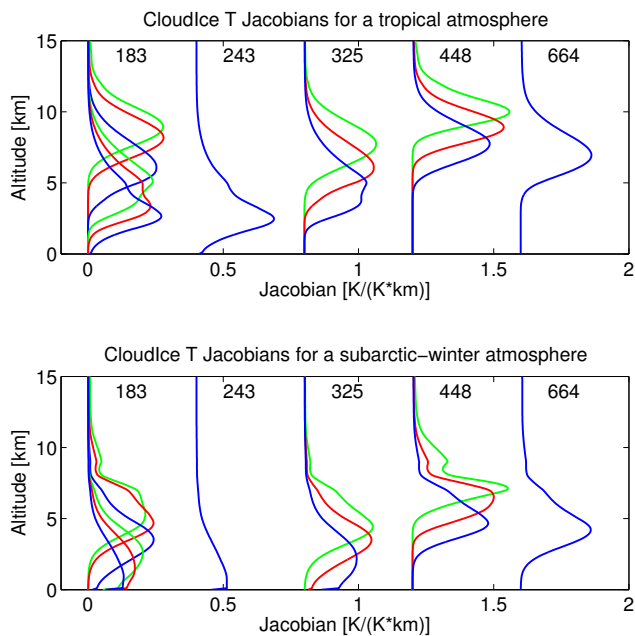 CloudIce T Jacobians for a tropical atmosphere
15
10
5
0
Altitude [km]
183 243 325 448 664
0 0.5 1 1.5 2
Jacobian [K/(K*km)]
CloudIce T Jacobians for a subarctic−winter atmosphere
15
10
5
0
Altitude [km]
183 243 325 448 664
0 0.5 1 1.5 2
Jacobian [K/(K*km)]